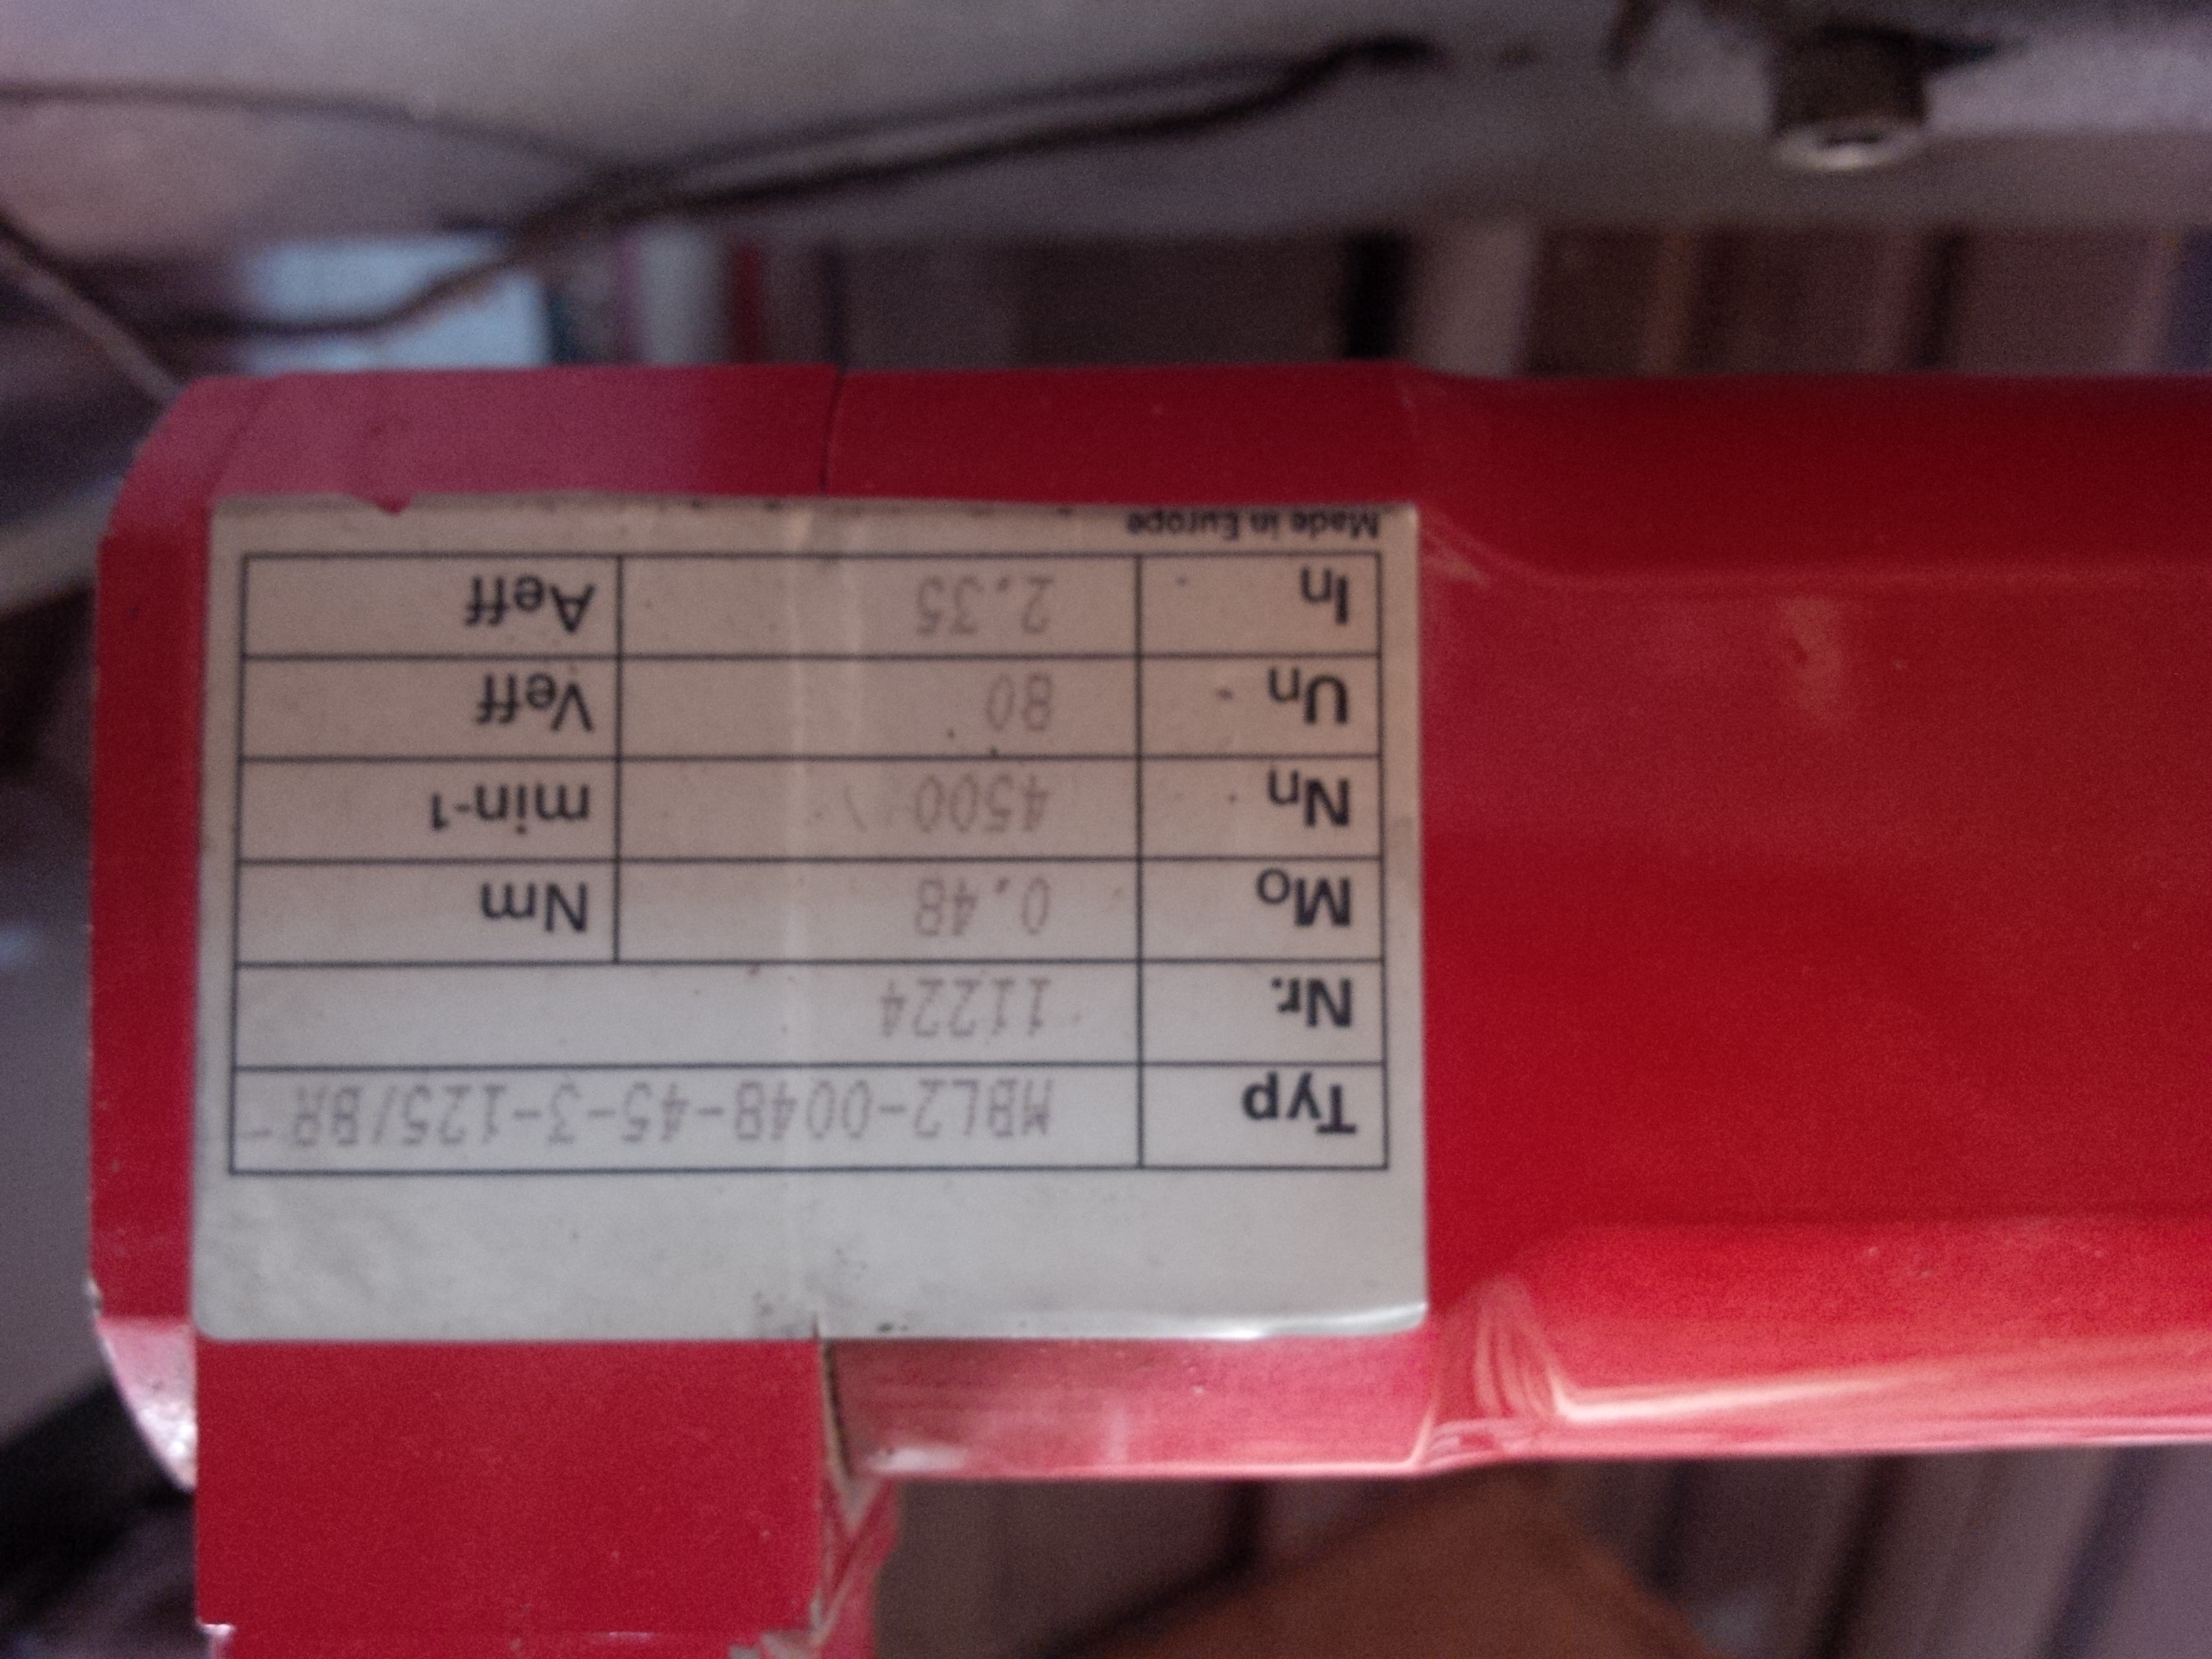 Typ MBL2-0048-45-3-125/BR
Nr. 11224
Mo 0.48 Nm
Nn 4500 min-1
Un 80 Veff
In 2.35 Aeff
Made in Europe